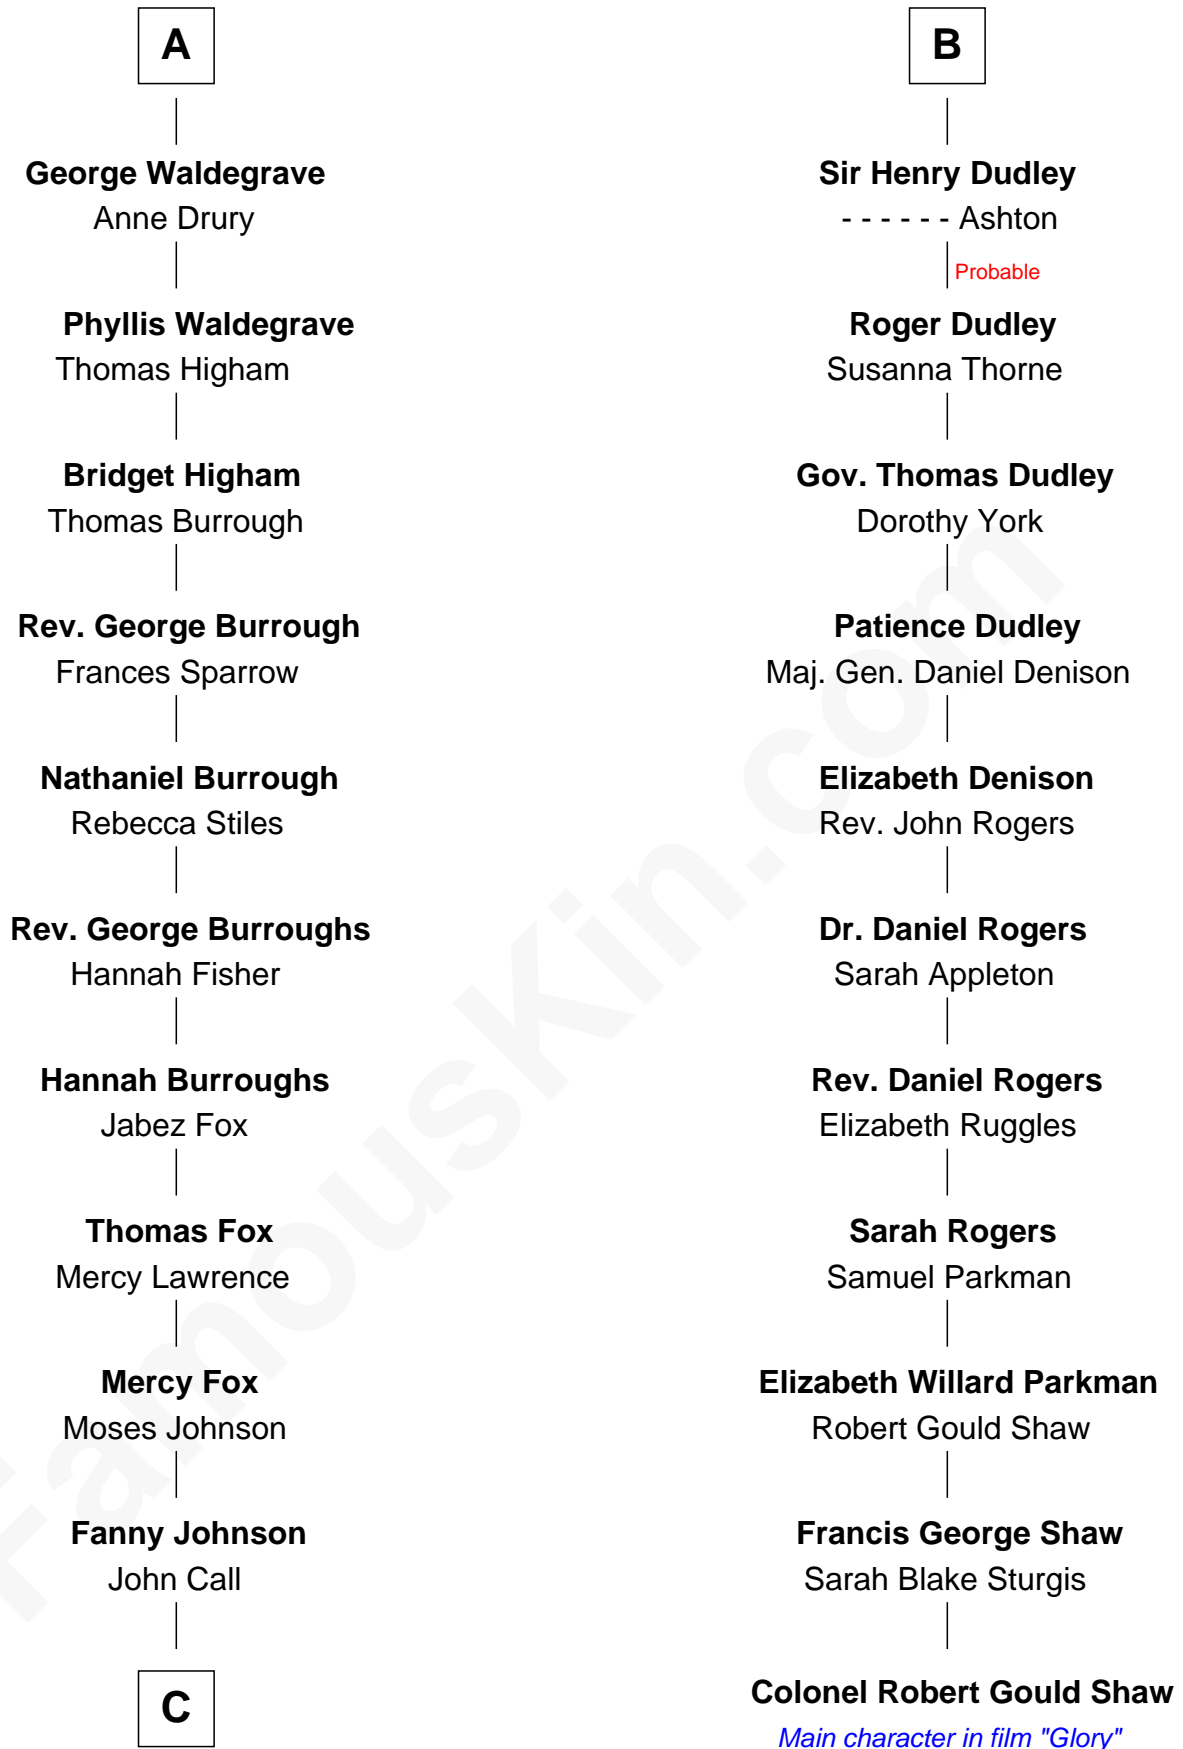 A
George Waldegrave
Anne Drury
Phyllis Waldegrave
Thomas Higham
Bridget Higham
Thomas Burrough
Rev. George Burrough
Frances Sparrow
Nathaniel Burrough
Rebecca Stiles
Rev. George Burroughs
Hannah Fisher
Hannah Burroughs
Jabez Fox
Thomas Fox
Mercy Lawrence
Mercy Fox
Moses Johnson
Fanny Johnson
John Call
C
B
Sir Henry Dudley
- - - - - - Ashton
Probable
Roger Dudley
Susanna Thorne
Gov. Thomas Dudley
Dorothy York
Patience Dudley
Maj. Gen. Daniel Denison
Elizabeth Denison
Rev. John Rogers
Dr. Daniel Rogers
Sarah Appleton
Rev. Daniel Rogers
Elizabeth Ruggles
Sarah Rogers
Samuel Parkman
Elizabeth Willard Parkman
Robert Gould Shaw
Francis George Shaw
Sarah Blake Sturgis
Colonel Robert Gould Shaw
Main character in film "Glory"
FamousKin.com